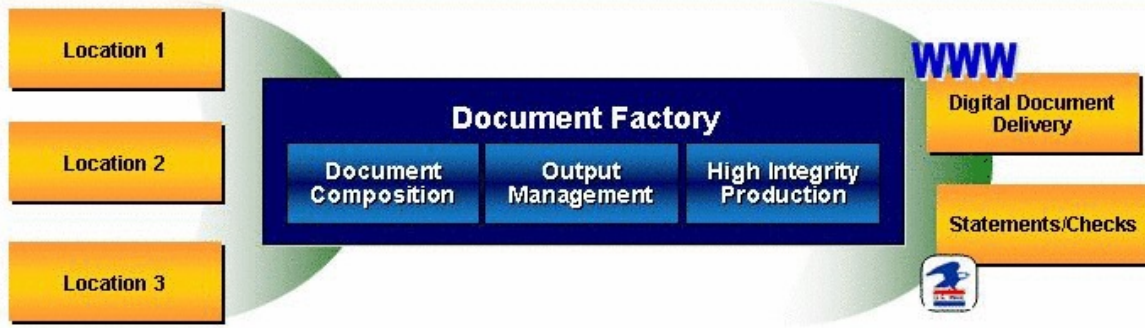 Location 1
Location 2
Location 3
Document Factory
Document
Composition
Output
Management
High Integrity
Production
WWW
Digital Document
Delivery
Statements/Checks